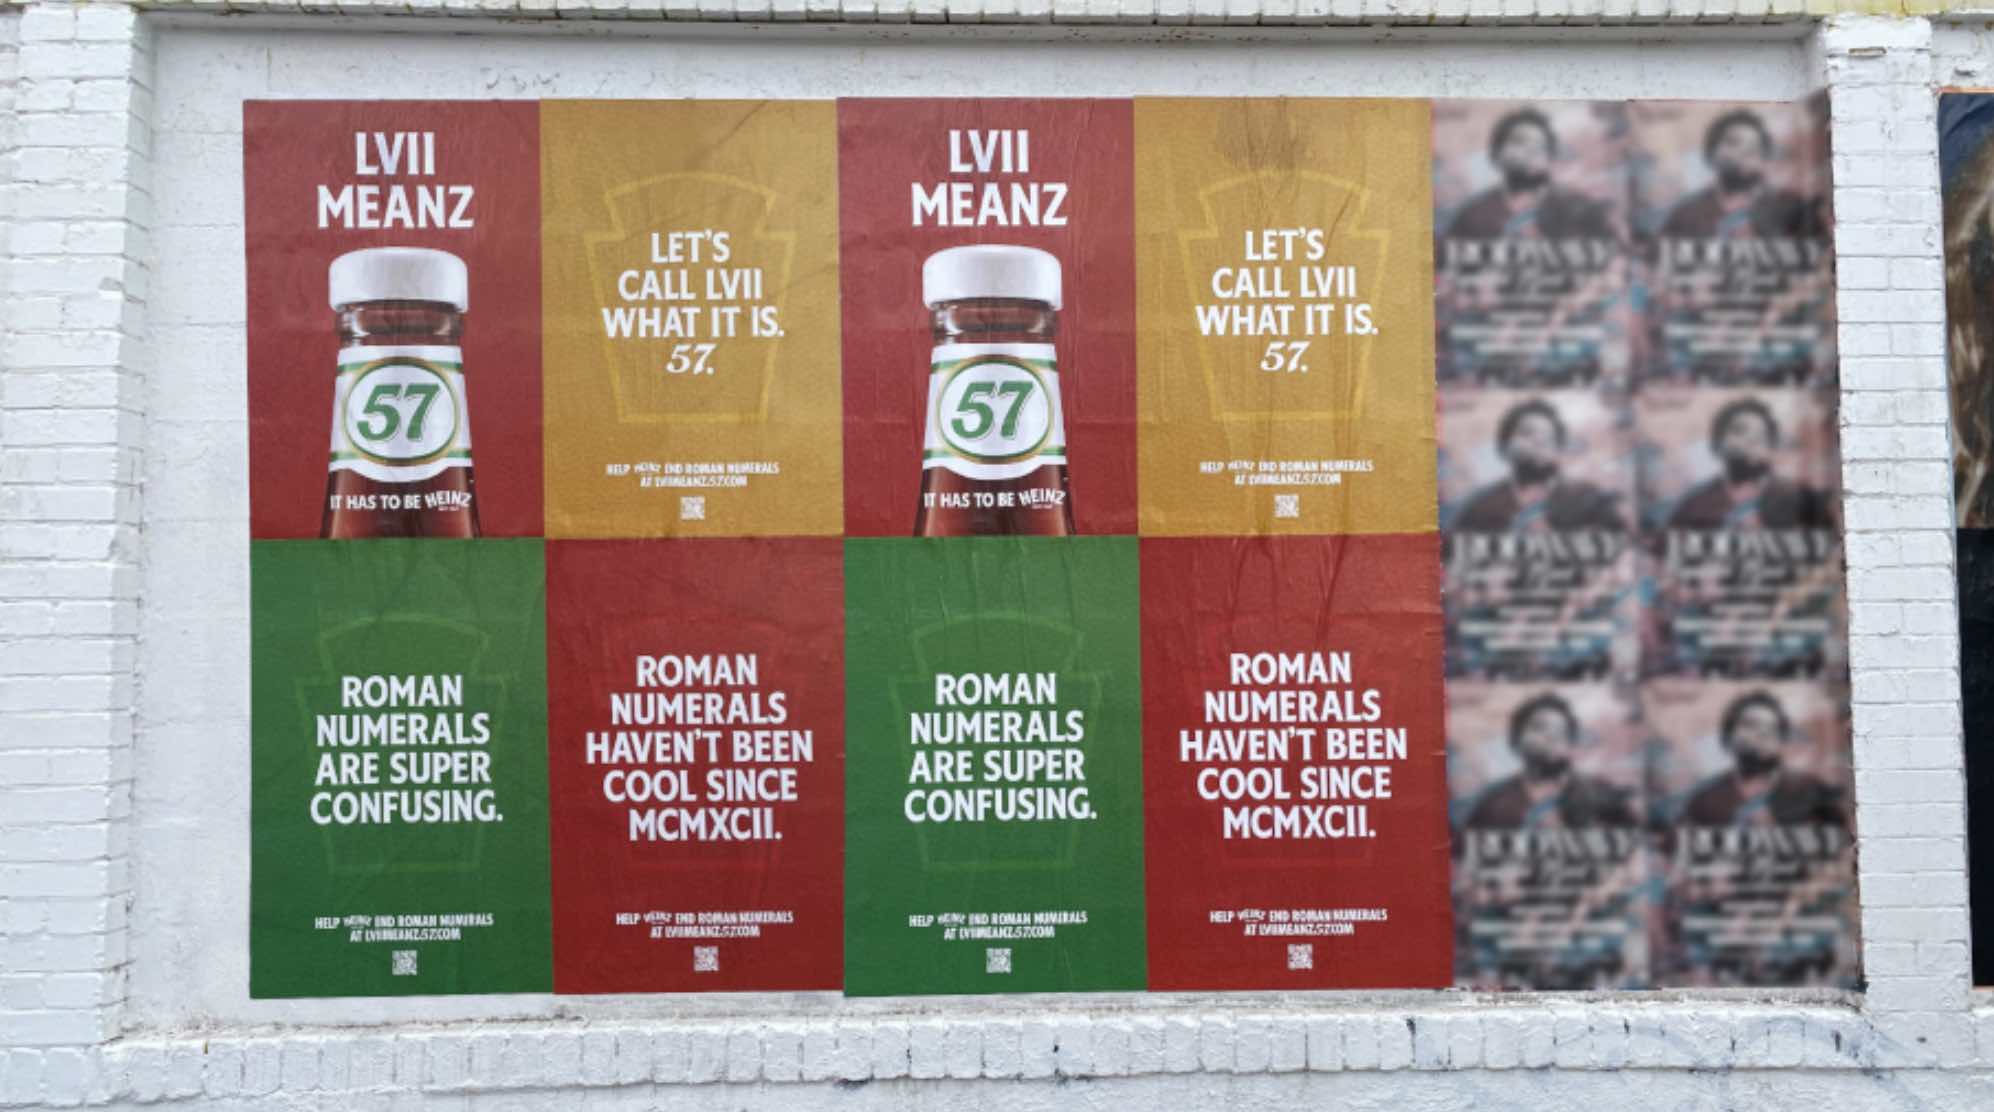 LVII
MEANZ
57
IT HAS TO BE HEINZ
LET'S
CALL LVII
WHAT IT IS.
57.
HELP HEINZ END ROMAN NUMERALS
AT LVIIMEANZ57.COM
LVII
MEANZ
57
IT HAS TO BE HEINZ
LET'S
CALL LVII
WHAT IT IS.
57.
HELP HEINZ END ROMAN NUMERALS
AT LVIIMEANZ57.COM
ROMAN
NUMERALS
ARE SUPER
CONFUSING.
HELP HEINZ END ROMAN NUMERALS
AT LVIIMEANZ57.COM
ROMAN
NUMERALS
HAVEN'T BEEN
COOL SINCE
MCMXCII.
HELP HEINZ END ROMAN NUMERALS
AT LVIIMEANZ57.COM
ROMAN
NUMERALS
ARE SUPER
CONFUSING.
HELP HEINZ END ROMAN NUMERALS
AT LVIIMEANZ57.COM
ROMAN
NUMERALS
HAVEN'T BEEN
COOL SINCE
MCMXCII.
HELP HEINZ END ROMAN NUMERALS
AT LVIIMEANZ57.COM